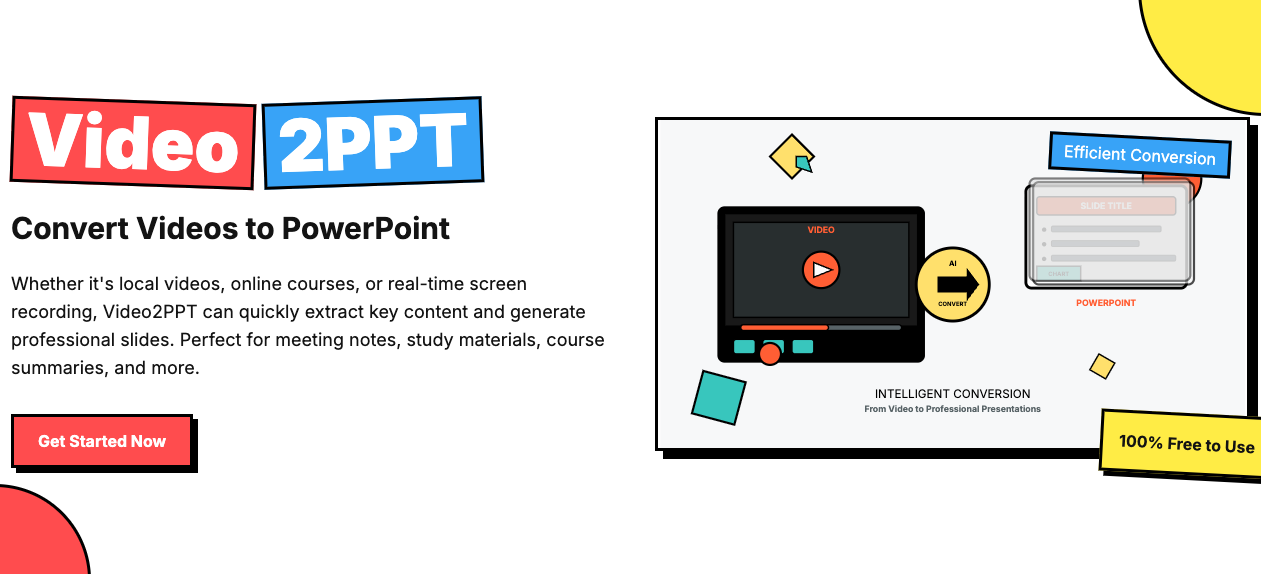 Video 2PPT
Convert Videos to PowerPoint
Whether it's local videos, online courses, or real-time screen
recording, Video2PPT can quickly extract key content and generate
professional slides. Perfect for meeting notes, study materials, course
summaries, and more.
Get Started Now
Efficient Conversion
VIDEO
AI
CONVERT
SLIDE TITLE
CHART
POWERPOINT
INTELLIGENT CONVERSION
From Video to Professional Presentations
100% Free to Use